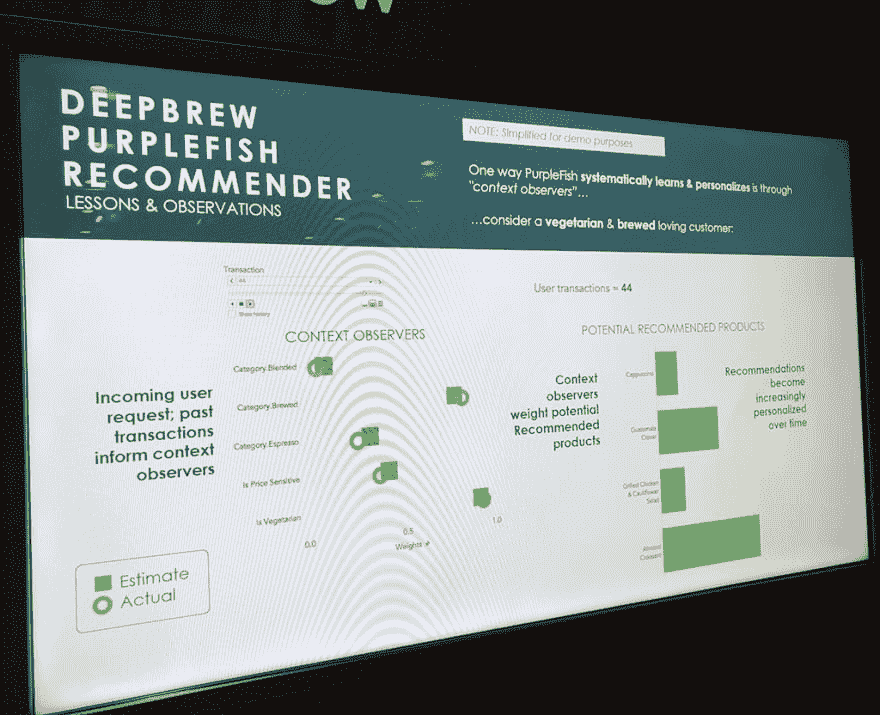 DEEPBREW
PURPLEFISH
RECOMMENDER
LESSONS & OBSERVATIONS
NOTE: Simplified for demo purposes
One way PurpleFish systematically learns & personalizes is through
"context observers"...
...consider a vegetarian & brewed loving customer:
Transaction
44
Show history
User transactions = 44
CONTEXT OBSERVERS
Incoming user
request; past
transactions
inform context
observers
Category.Blended
Category.Brewed
Category.Espresso
Is Price Sensitive
Is Vegetarian
0.0
0.5
1.0
Weights
Estimate
Actual
Context
observers
weight potential
Recommended
products
POTENTIAL RECOMMENDED PRODUCTS
Cappuccino
Guatemala
Clover
Grilled Chicken
& Cauliflower
Salad
Almond
Croissant
Recommendations
become
increasingly
personalized
over time